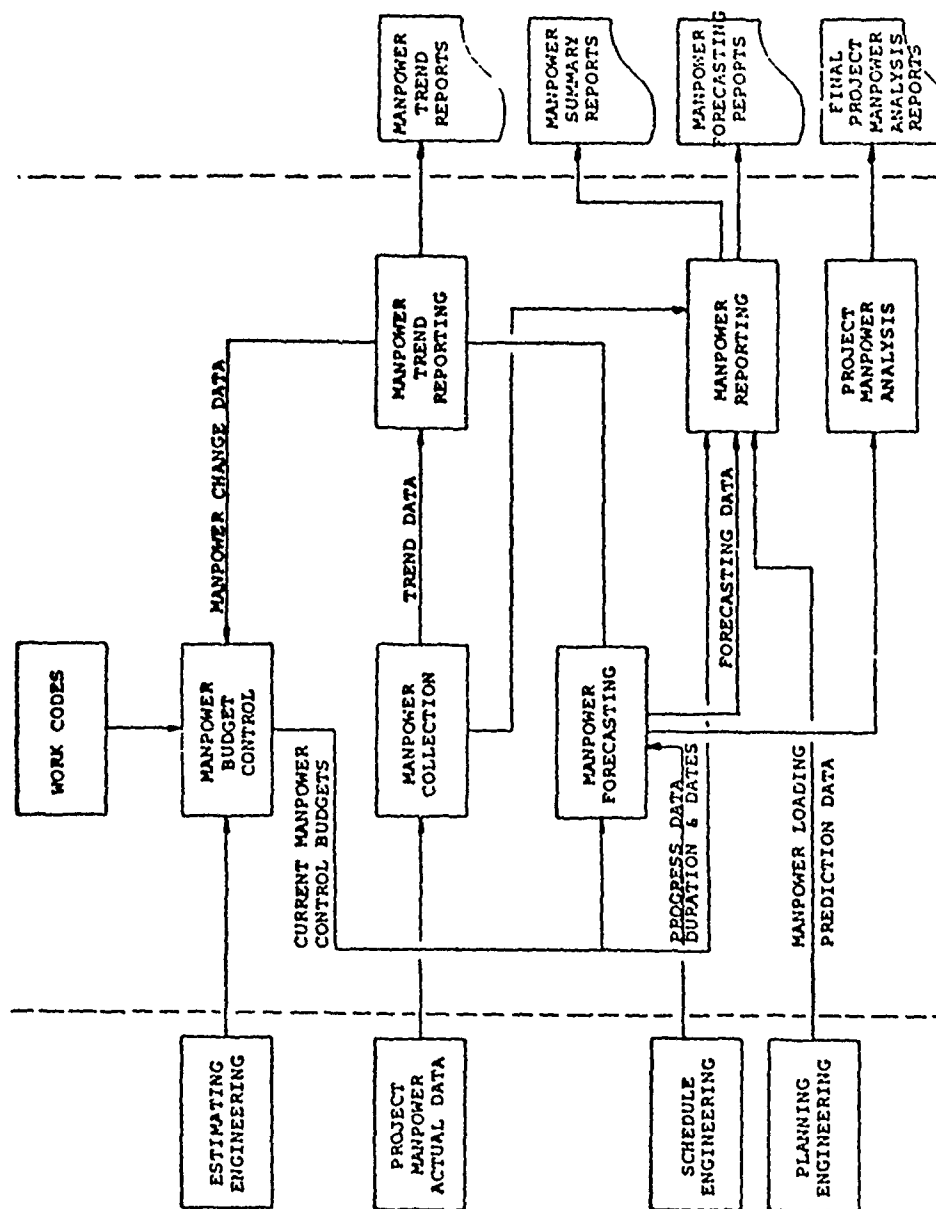 WORK CODES
ESTIMATING
ENGINEERING
MANPOWER
BUDGET
CONTROL
MANPOWER CHANGE DATA
CURRENT MANPOWER
CONTROL BUDGETS
PROJECT
MANPOWER
ACTUAL DATA
MANPOWER
COLLECTION
TREND DATA
MANPOWER
TREND
REPORTING
MANPOWER
TREND
REPORTS
MANPOWER
SUMMARY
REPORTS
MANPOWER
FORECASTING
SCHEDULE
ENGINEERING
PROGRESS DATA
DURATION & DATES
FORECASTING DATA
MANPOWER
REPORTING
MANPOWER
FORECASTING
REPOPTS
PLANNING
ENGINEERING
MANPOWER LOADING
PREDICTION DATA
PROJECT
MANPOWER
ANALYSIS
FINAL
PROJECT
MANPOWER
ANALYSIS
REPORTS